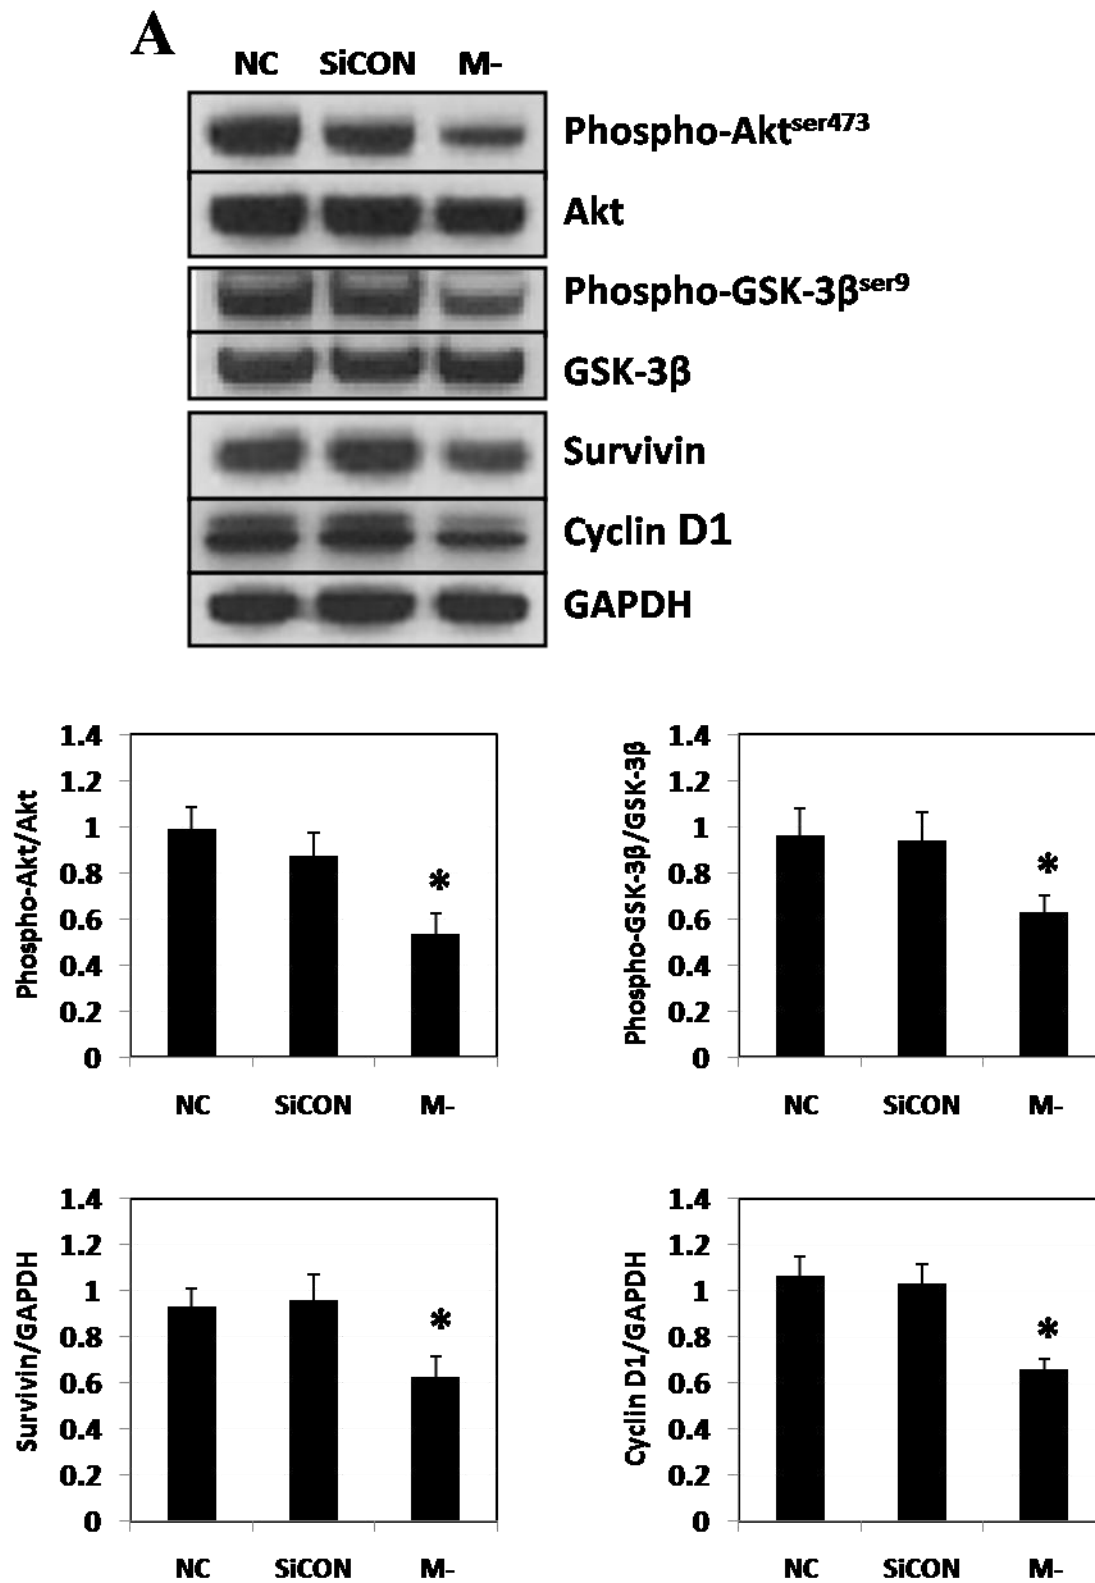 A
NC SiCON M-
Phospho-Akt^ser473
Akt
Phospho-GSK-3β^ser9
GSK-3β
Survivin
Cyclin D1
GAPDH
Phospho-Akt/Akt
1.4
1.2
1
0.8
0.6
0.4
0.2
0
*
NC SiCON M-
Phospho-GSK-3β/GSK-3β
1.4
1.2
1
0.8
0.6
0.4
0.2
0
*
NC SiCON M-
Survivin/GAPDH
1.4
1.2
1
0.8
0.6
0.4
0.2
0
*
NC SiCON M-
Cyclin D1/GAPDH
1.4
1.2
1
0.8
0.6
0.4
0.2
0
*
NC SiCON M-